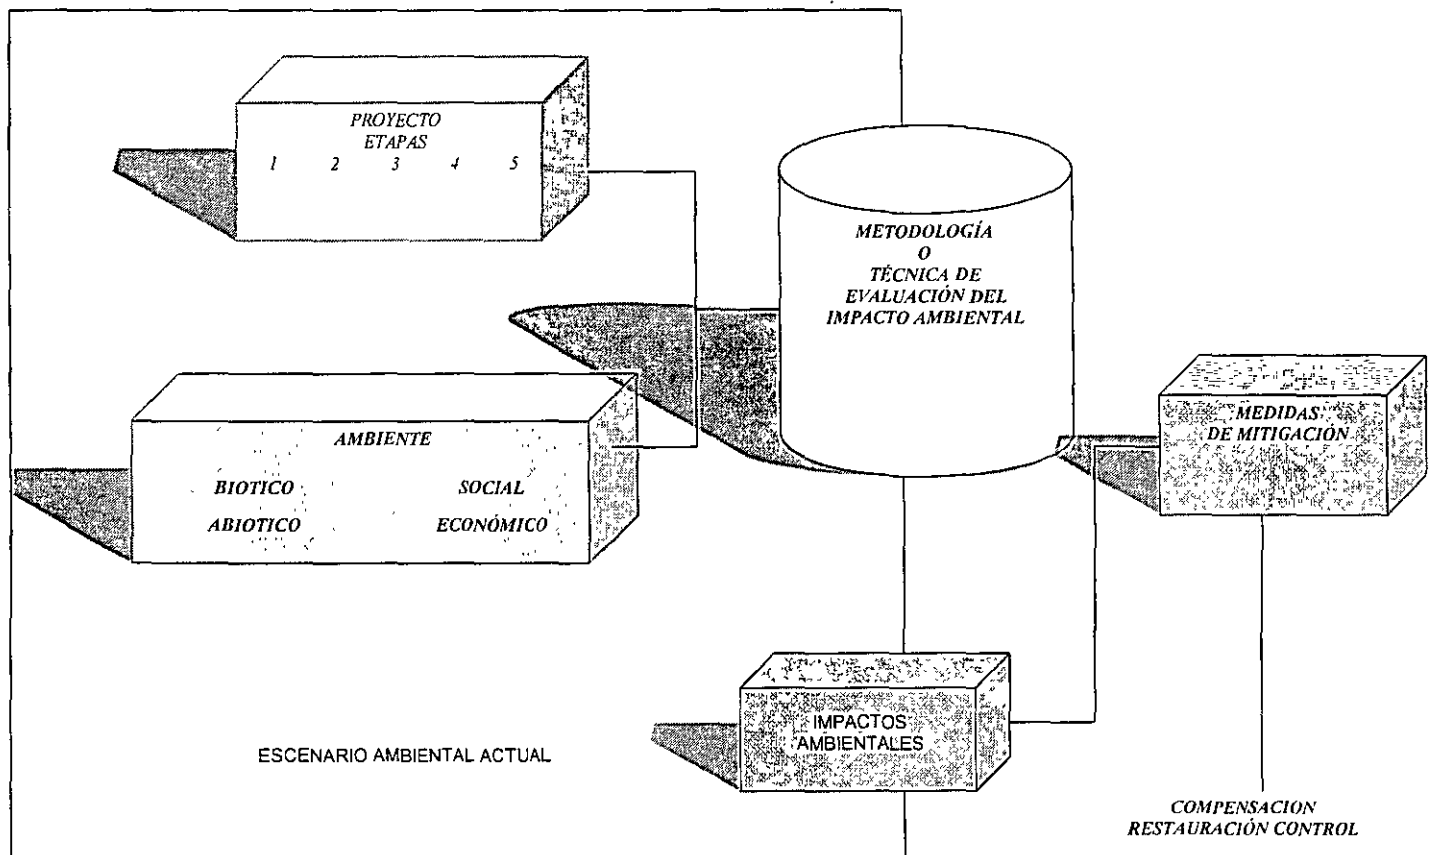 PROYECTO
ETAPAS
1 2 3 4 5
METODOLOGÍA
O
TÉCNICA DE
EVALUACIÓN DEL
IMPACTO AMBIENTAL
AMBIENTE
BIOTICO SOCIAL
ABIOTICO ECONÓMICO
MEDIDAS
DE MITIGACIÓN
IMPACTOS
AMBIENTALES
ESCENARIO AMBIENTAL ACTUAL
COMPENSACION
RESTAURACIÓN CONTROL